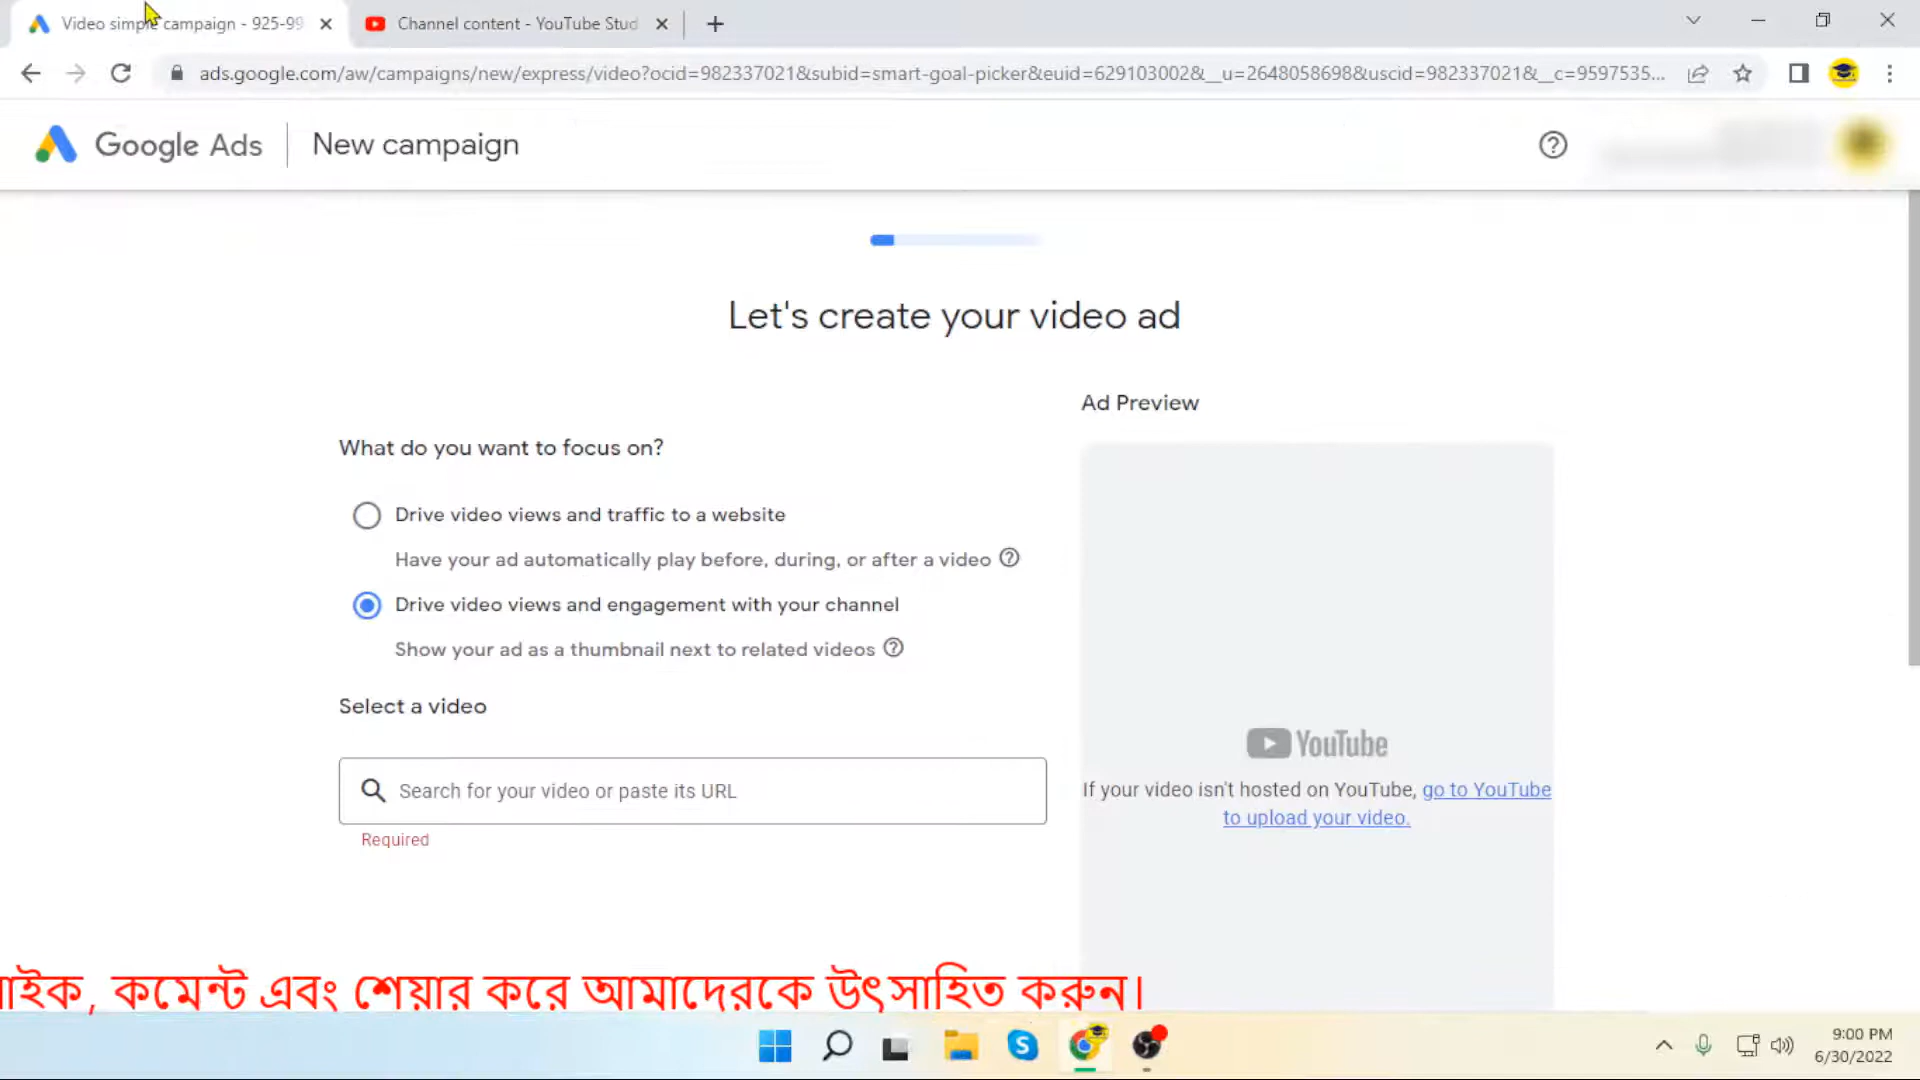 Video simple campaign - 925-99
Channel content - YouTube Stud
ads.google.com/aw/campaigns/new/express/video?ocid=982337021&subid=smart-goal-picker&euid=629103002&__u=2648058698&uscid=982337021&__c=9597535...
Google Ads
New campaign
Let's create your video ad
Ad Preview
What do you want to focus on?
Drive video views and traffic to a website
Have your ad automatically play before, during, or after a video
Drive video views and engagement with your channel
Show your ad as a thumbnail next to related videos
Select a video
Search for your video or paste its URL
Required
YouTube
If your video isn't hosted on YouTube, go to YouTube
to upload your video.
াইক, কমেন্ট এবং শেয়ার করে আমাদেরকে উৎসাহিত করুন।
9:00 PM
6/30/2022